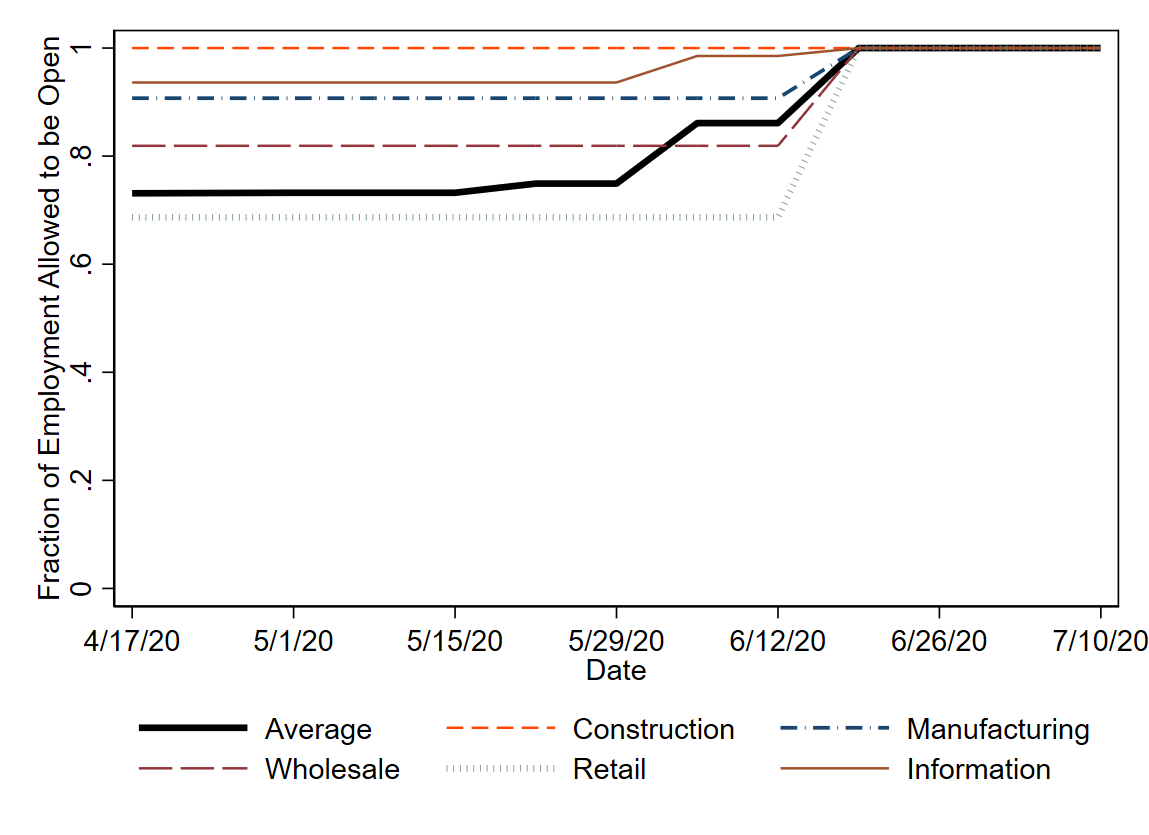 Fraction of Employment Allowed to be Open
1
.8
.6
.4
.2
0
4/17/20 5/1/20 5/15/20 5/29/20 6/12/20 6/26/20 7/10/20
Date
Average Construction Manufacturing
Wholesale Retail Information